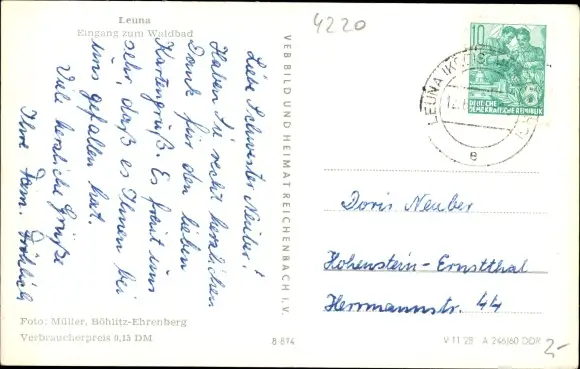 Leuna
Eingang zum Waldbad
4220
Liebe Schwester Neuber!
Haben Sie recht herzlichen
Dank für den lieben
Kartengruß. Es freut uns
sehr, daß es Ihnen bei
uns gefallen hat.
Viele herzliche Grüße
Ihre Fam. Fröhlich
VEB BILD UND HEIMAT REICHENBACH I. V.
10
DEUTSCHE
DEMOKRATISCHE REPUBLIK
LEUNA
e
Doris Neuber
Hohenstein-Ernstthal
Herrmannstr. 44
Foto: Müller, Böhlitz-Ehrenberg
Verbraucherpreis 0,15 DM
8 814
V 11 28 A 246/60 DDR
2,-